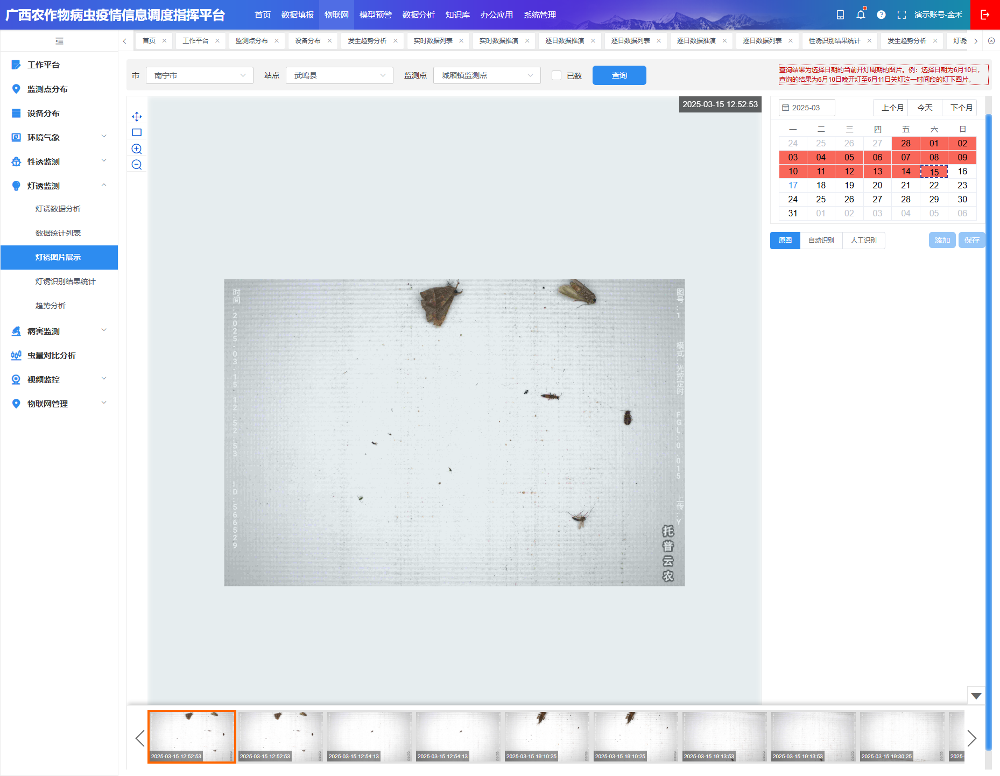 广西农作物病虫疫情信息调度指挥平台
首页 数据填报 物联网 模型预警 数据分析 知识库 办公应用 系统管理
演示账号-金禾
首页 工作平台 监测点分布 设备分布 发生趋势分析 实时数据列表 实时数据推演 逐日数据推演 逐日数据列表 逐日数据推演 逐日数据列表 性诱识别结果统计 发生趋势分析 灯诱
工作平台
监测点分布
设备分布
环境气象
性诱监测
灯诱监测
灯诱数据分析
数据统计列表
灯诱图片展示
灯诱识别结果统计
趋势分析
病害监测
虫量对比分析
视频监控
物联网管理
市 南宁市 站点 武鸣县 监测点 城厢镇监测点 已数 查询
查询结果为选择日期的当前开灯周期的图片。例：选择日期为6月10日，
查询的结果为6月10日晚开灯至6月11日关灯这一时间段的灯下图片。
2025-03-15 12:52:53
时间:2025-03-15 12:52:53 ID:566529
图号:1 模式:光控定时 FGL:0.015 上传:Y
托普云农
2025-03 上个月 今天 下个月
一 二 三 四 五 六 日
24 25 26 27 28 01 02
03 04 05 06 07 08 09
10 11 12 13 14 15 16
17 18 19 20 21 22 23
24 25 26 27 28 29 30
31 01 02 03 04 05 06
原图 自动识别 人工识别 添加 保存
2025-03-15 12:52:53 2025-03-15 12:52:53 2025-03-15 12:54:13 2025-03-15 12:54:13 2025-03-15 19:10:25 2025-03-15 19:10:25 2025-03-15 19:13:53 2025-03-15 19:13:53 2025-03-15 19:30:25 2025-